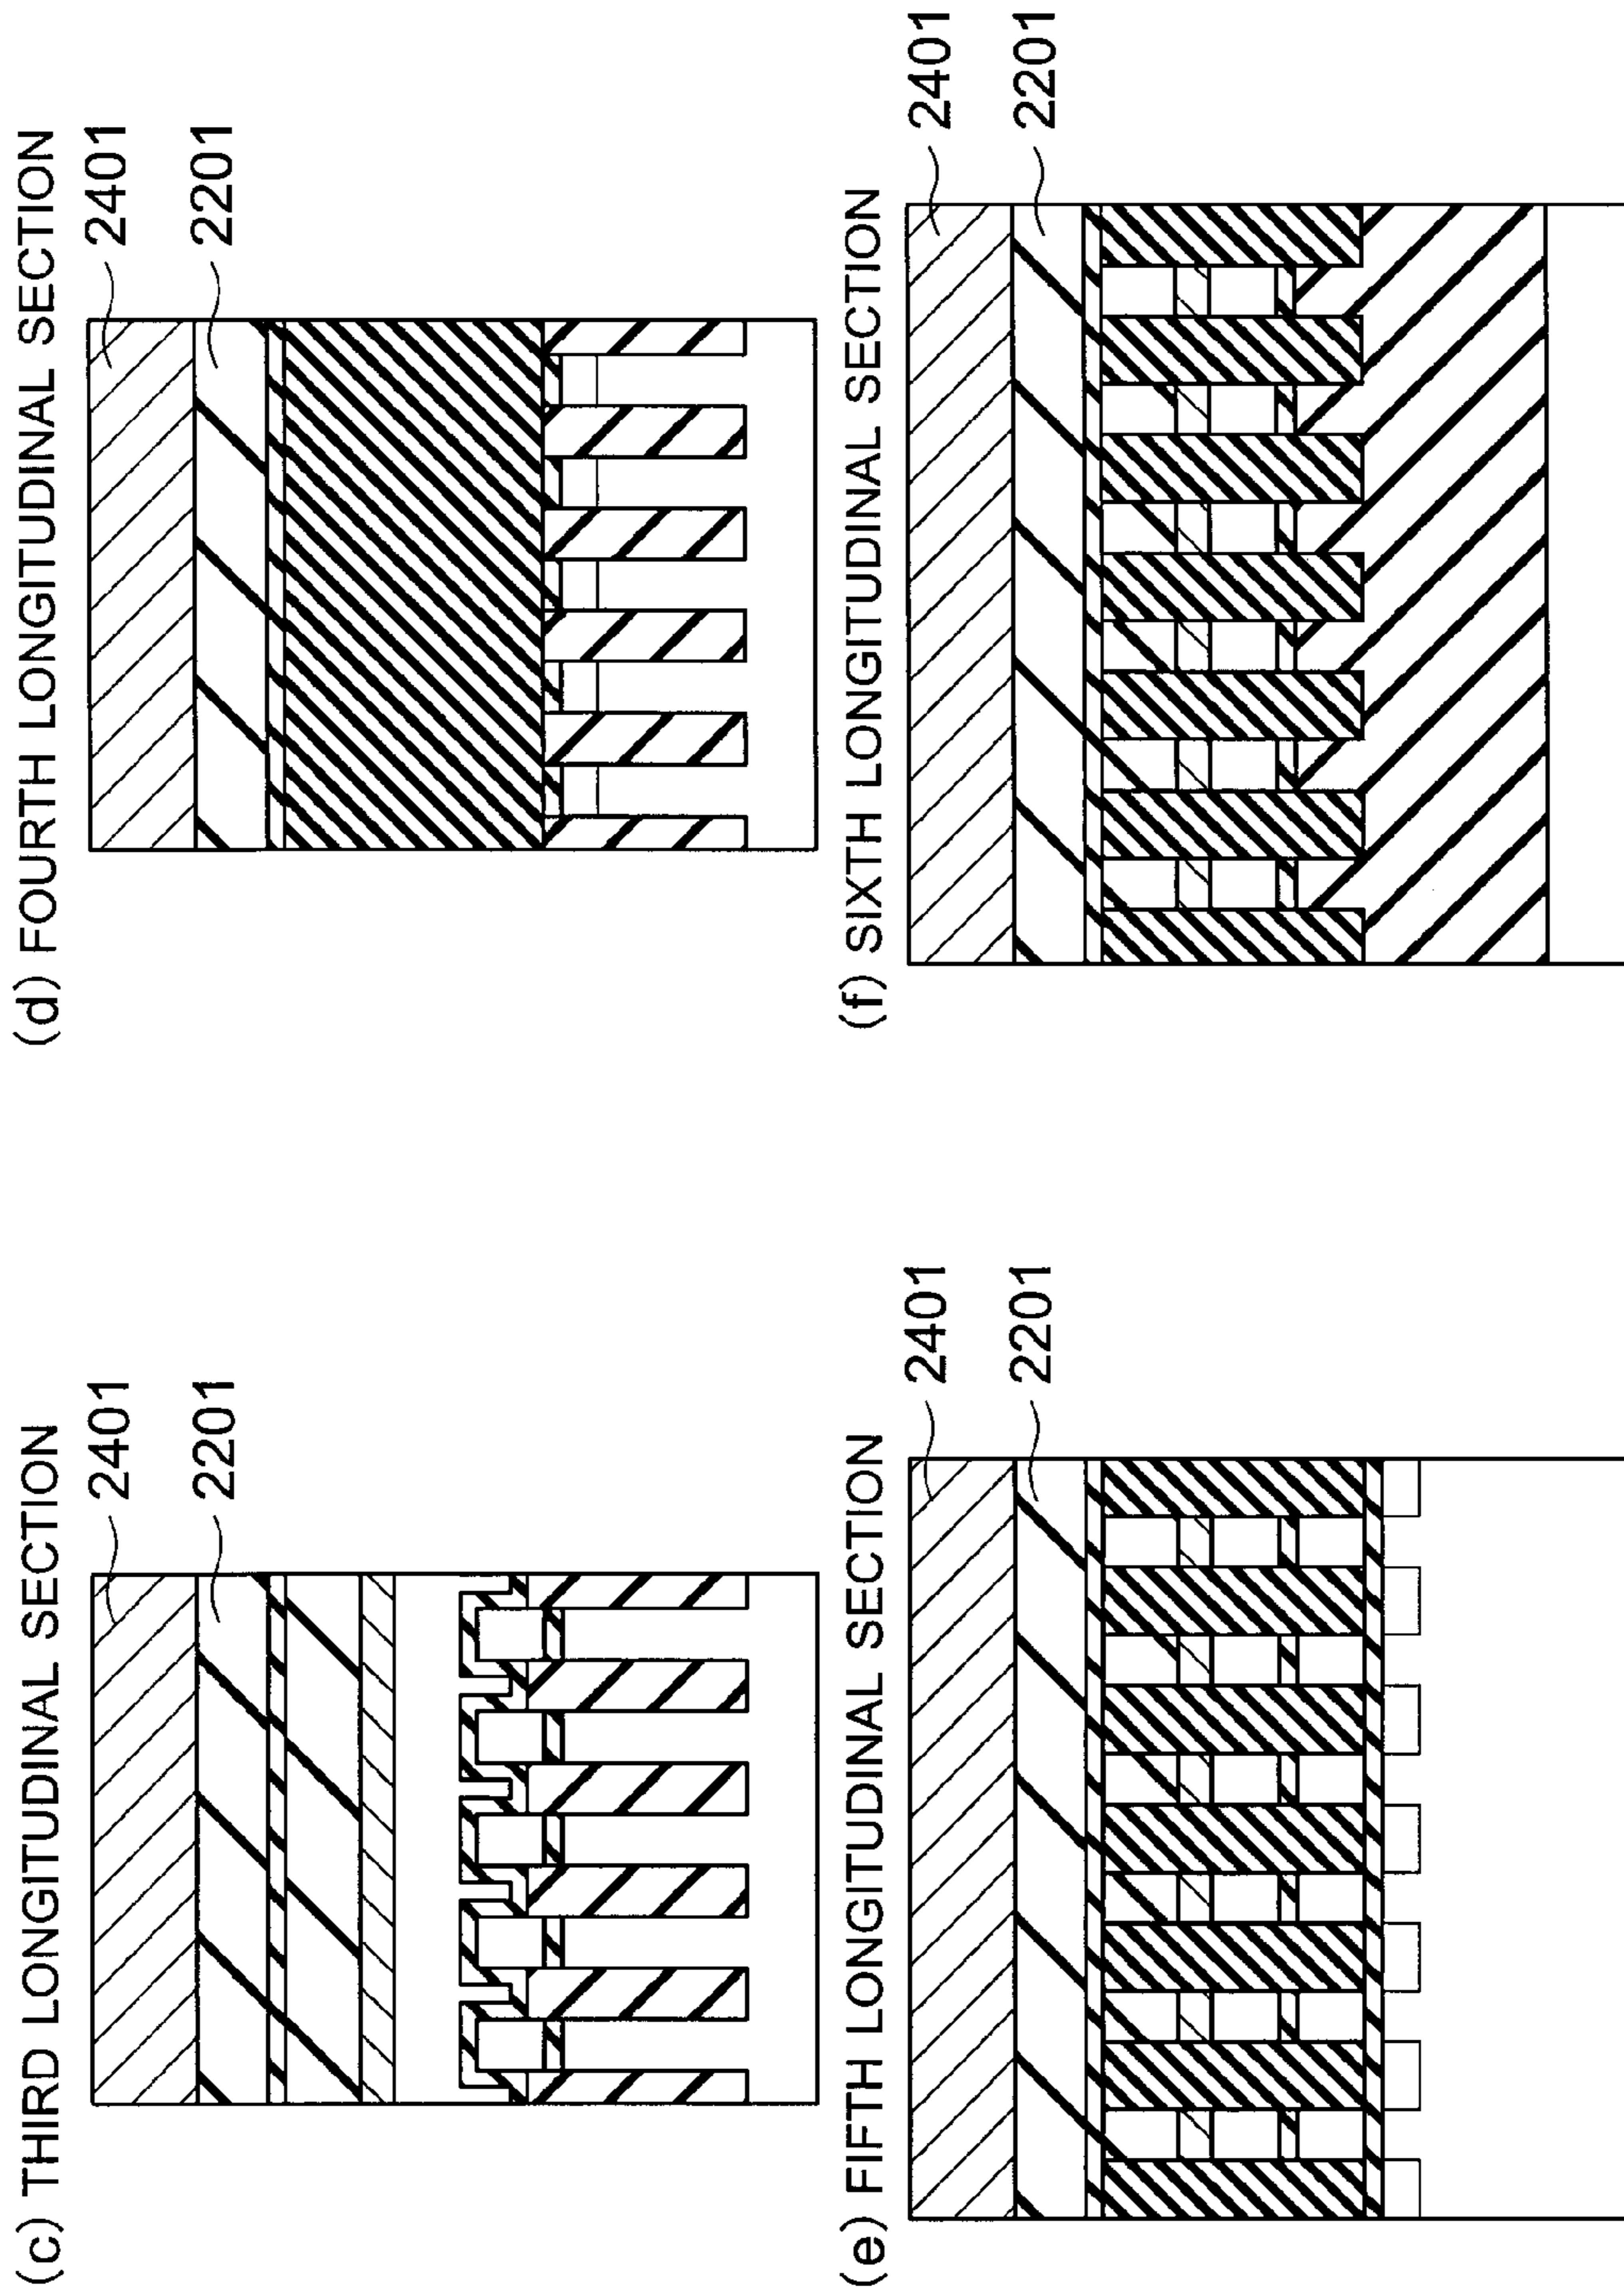 (c) THIRD LONGITUDINAL SECTION
2401
2201
(d) FOURTH LONGITUDINAL SECTION
2401
2201
(e) FIFTH LONGITUDINAL SECTION
2401
2201
(f) SIXTH LONGITUDINAL SECTION
2401
2201